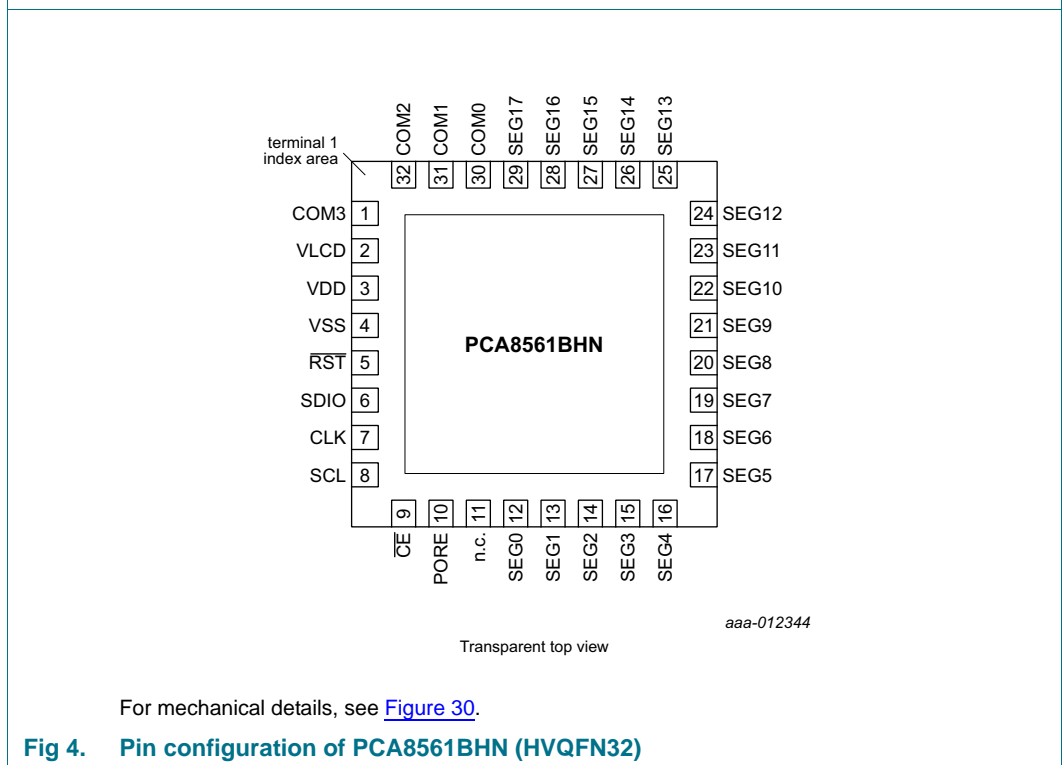 terminal 1
index area
32 COM2
31 COM1
30 COM0
29 SEG17
28 SEG16
27 SEG15
26 SEG14
25 SEG13
COM3 1
VLCD 2
VDD 3
VSS 4
RST 5
SDIO 6
CLK 7
SCL 8
PCA8561BHN
24 SEG12
23 SEG11
22 SEG10
21 SEG9
20 SEG8
19 SEG7
18 SEG6
17 SEG5
CE 9
PORE 10
n.c. 11
SEG0 12
SEG1 13
SEG2 14
SEG3 15
SEG4 16
aaa-012344
Transparent top view
For mechanical details, see Figure 30.
Fig 4. Pin configuration of PCA8561BHN (HVQFN32)